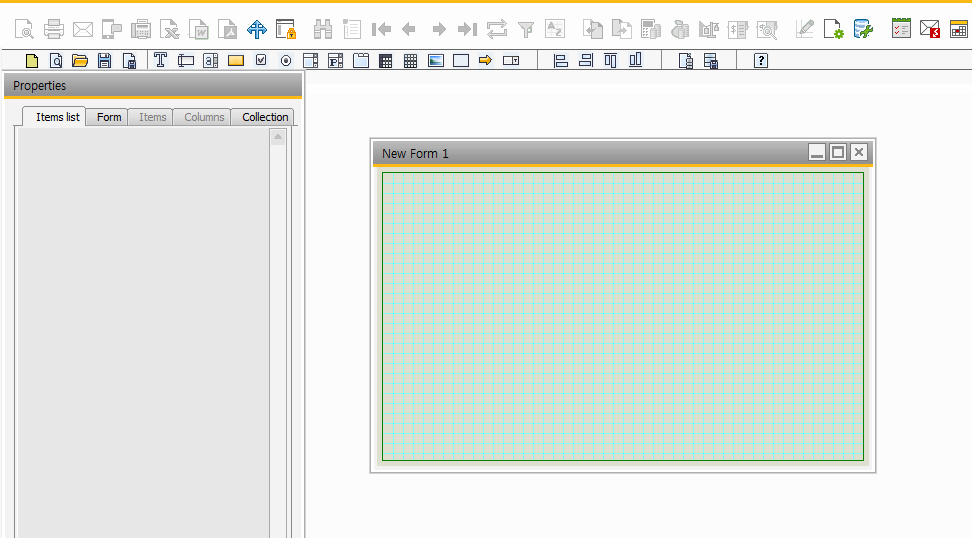 Properties
Items list Form Items Columns Collection
New Form 1